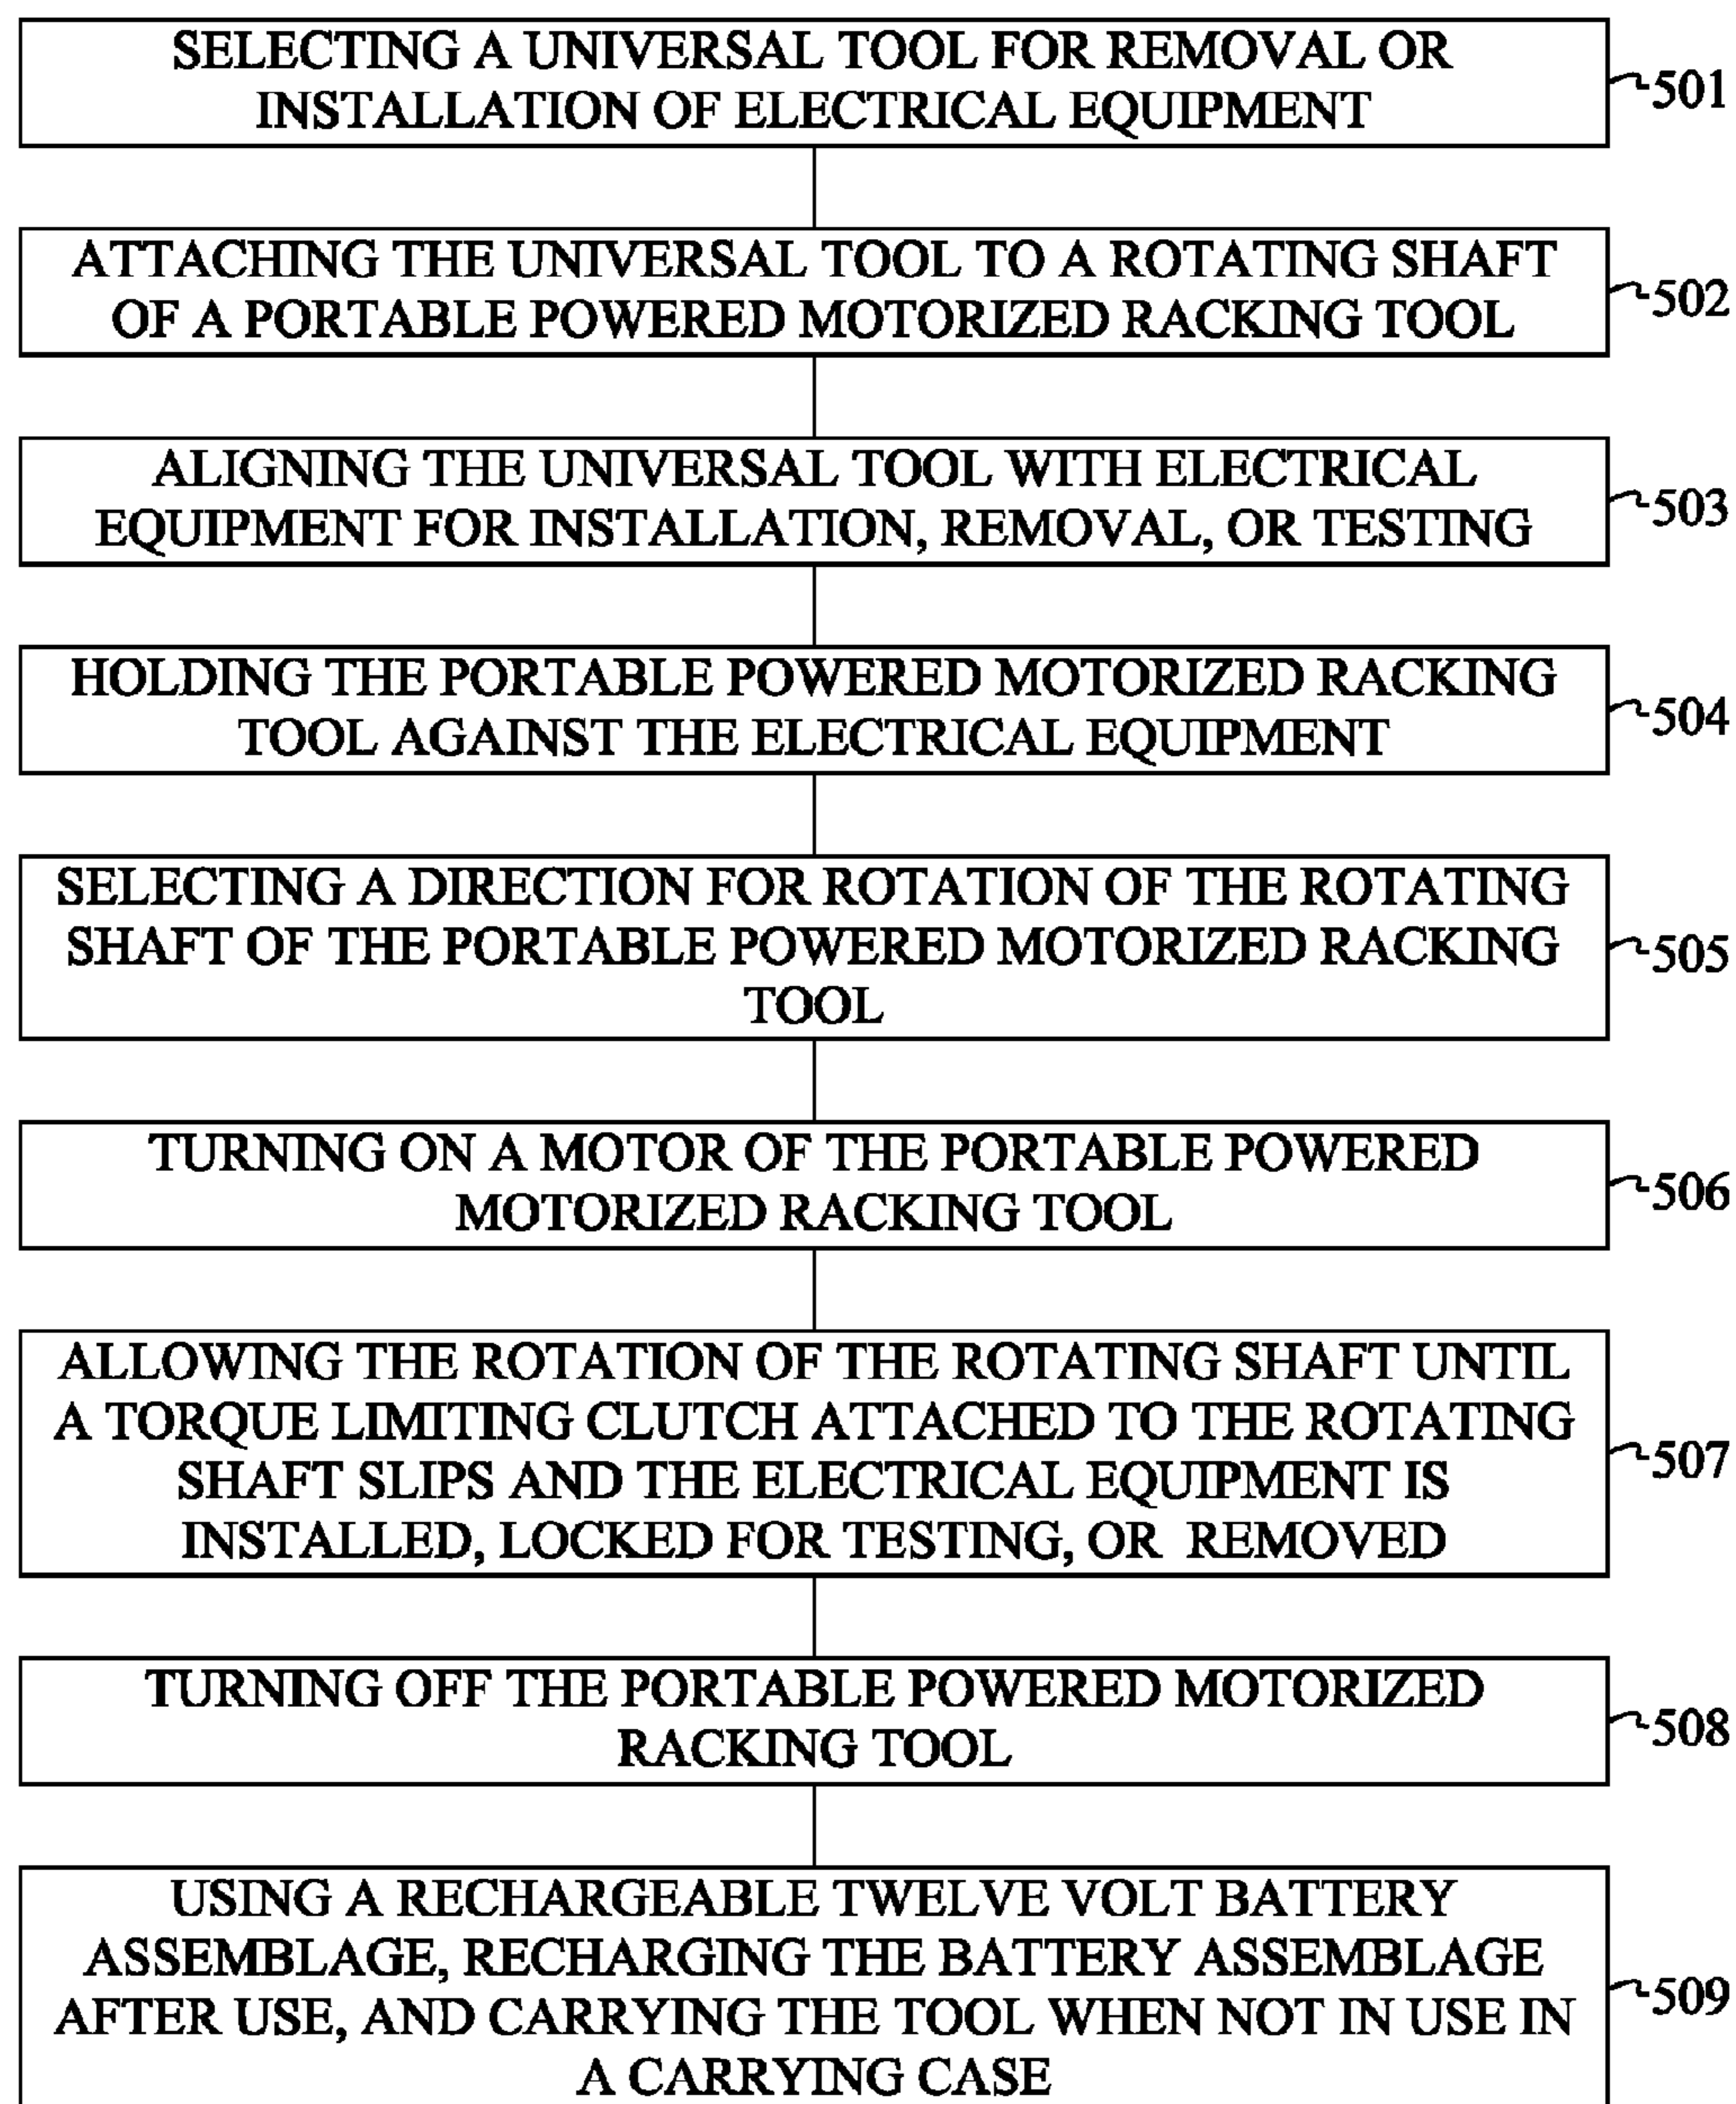 SELECTING A UNIVERSAL TOOL FOR REMOVAL OR
INSTALLATION OF ELECTRICAL EQUIPMENT
501
ATTACHING THE UNIVERSAL TOOL TO A ROTATING SHAFT
OF A PORTABLE POWERED MOTORIZED RACKING TOOL
502
ALIGNING THE UNIVERSAL TOOL WITH ELECTRICAL
EQUIPMENT FOR INSTALLATION, REMOVAL, OR TESTING
503
HOLDING THE PORTABLE POWERED MOTORIZED RACKING
TOOL AGAINST THE ELECTRICAL EQUIPMENT
504
SELECTING A DIRECTION FOR ROTATION OF THE ROTATING
SHAFT OF THE PORTABLE POWERED MOTORIZED RACKING
TOOL
505
TURNING ON A MOTOR OF THE PORTABLE POWERED
MOTORIZED RACKING TOOL
506
ALLOWING THE ROTATION OF THE ROTATING SHAFT UNTIL
A TORQUE LIMITING CLUTCH ATTACHED TO THE ROTATING
SHAFT SLIPS AND THE ELECTRICAL EQUIPMENT IS
INSTALLED, LOCKED FOR TESTING, OR REMOVED
507
TURNING OFF THE PORTABLE POWERED MOTORIZED
RACKING TOOL
508
USING A RECHARGEABLE TWELVE VOLT BATTERY
ASSEMBLAGE, RECHARGING THE BATTERY ASSEMBLAGE
AFTER USE, AND CARRYING THE TOOL WHEN NOT IN USE IN
A CARRYING CASE
509